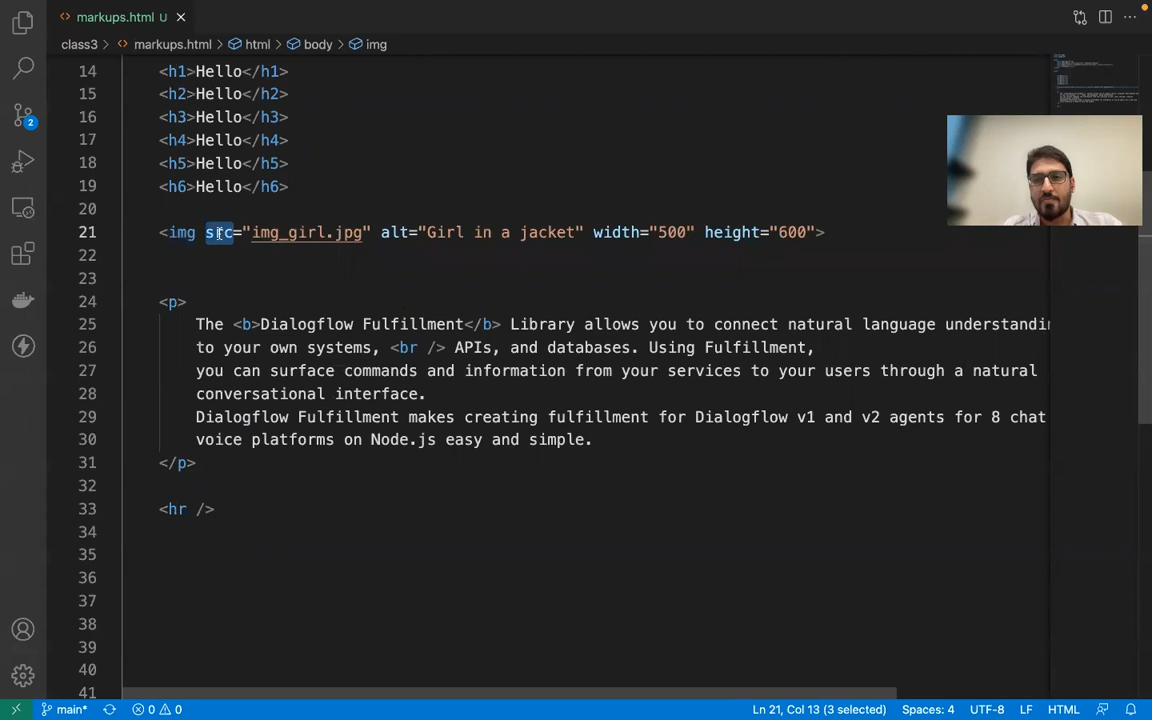 markups.html U
class3 > markups.html > html > body > img
14 <h1>Hello</h1>
15 <h2>Hello</h2>
16 <h3>Hello</h3>
17 <h4>Hello</h4>
18 <h5>Hello</h5>
19 <h6>Hello</h6>
20
21 <img src="img_girl.jpg" alt="Girl in a jacket" width="500" height="600">
22
23
24 <p>
25 The <b>Dialogflow Fulfillment</b> Library allows you to connect natural language understandin
26 to your own systems, <br /> APIs, and databases. Using Fulfillment,
27 you can surface commands and information from your services to your users through a natural
28 conversational interface.
29 Dialogflow Fulfillment makes creating fulfillment for Dialogflow v1 and v2 agents for 8 chat
30 voice platforms on Node.js easy and simple.
31 </p>
32
33 <hr />
34
35
36
37
38
39
40
41
2
main* 0 0 Ln 21, Col 13 (3 selected) Spaces: 4 UTF-8 LF HTML